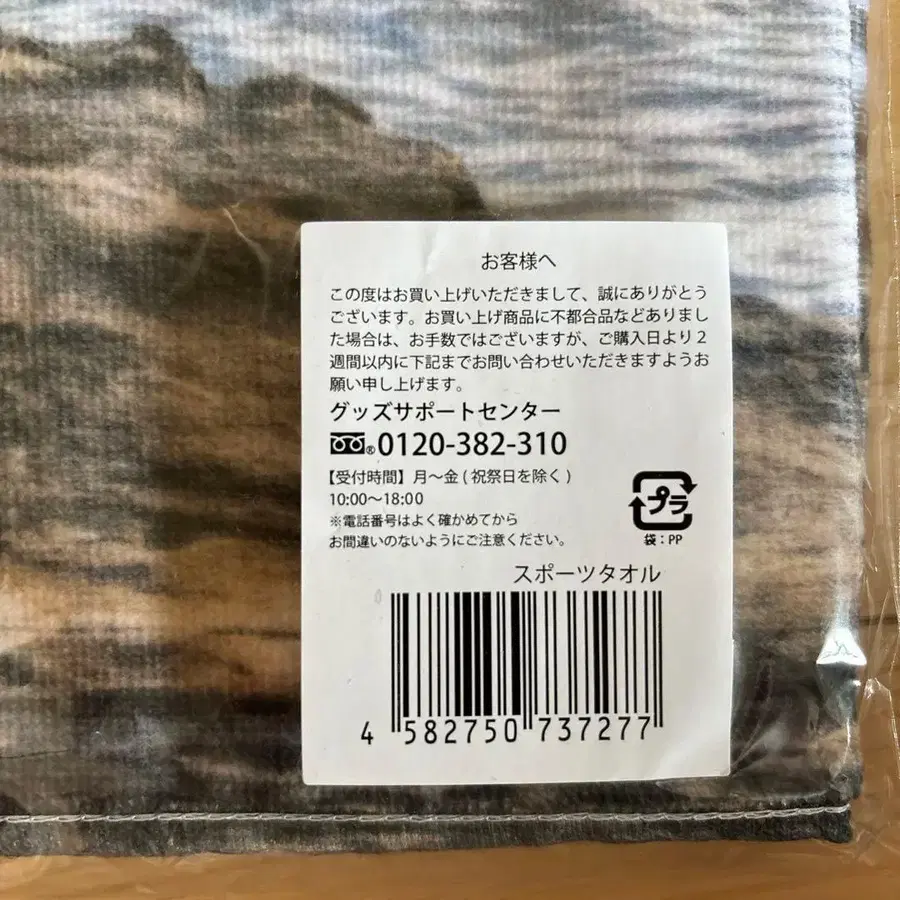 お客様へ
この度はお買い上げいただきまして、誠にありがとう
ございます。お買い上げ商品に不都合品などありまし
た場合は、お手数ではございますが、ご購入日より２
週間以内に下記までお問い合わせいただきますようお
願い申し上げます。
グッズサポートセンター
®0120-382-310
【受付時間】月～金(祝祭日を除く)
10:00～18:00
※電話番号はよく確かめてから
お間違いのないようにご注意ください。
プラ
袋：PP
スポーツタオル
4 582750 737277